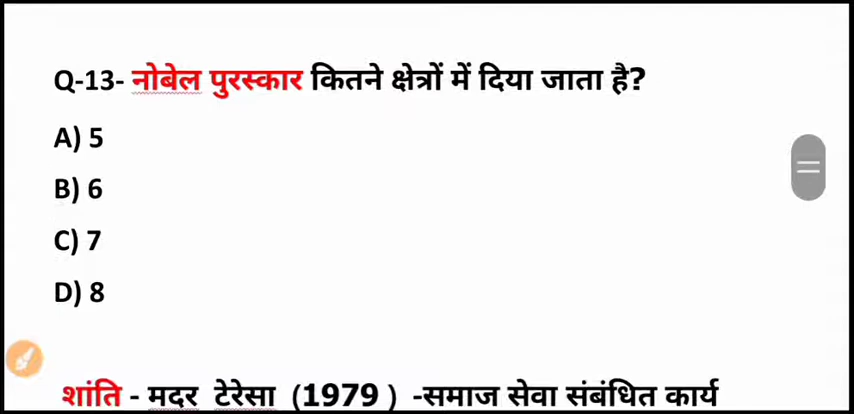 Q-13- नोबेल पुरस्कार कितने क्षेत्रों में दिया जाता है?
A) 5
B) 6
C) 7
D) 8
शांति - मदर टेरेसा (1979 ) -समाज सेवा संबंधित कार्य